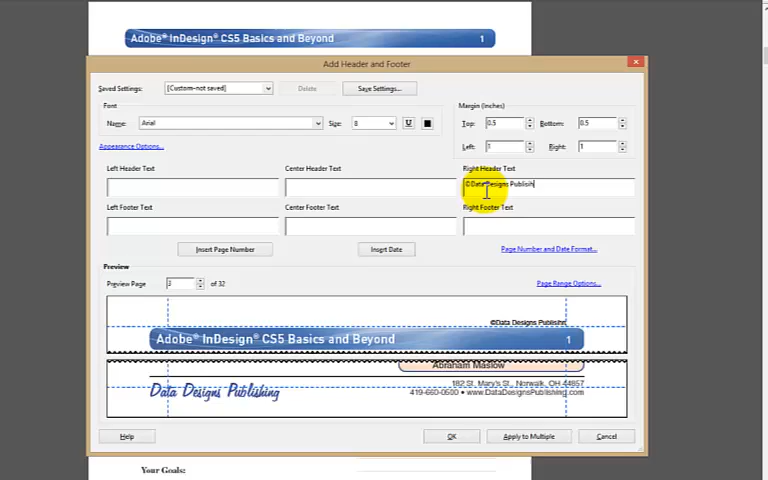 Adobe® InDesign® CS5 Basics and Beyond 1
Add Header and Footer
Saved Settings: [Custom-not saved] Delete Save Settings...
Font
Name: Arial Size: 8 U
Margin (Inches)
Top: 0.5 Bottom: 0.5
Left: 1 Right: 1
Appearance Options...
Left Header Text Center Header Text Right Header Text
©Data Designs Publisih
Left Footer Text Center Footer Text Right Footer Text
Insert Page Number Insert Date Page Number and Date Format...
Preview
Preview Page 3 of 32 Page Range Options...
©Data Designs Publisih
Adobe® InDesign® CS5 Basics and Beyond 1
Abraham Maslow
Data Designs Publishing
182 St. Mary's St., Norwalk, OH 44857
419-660-0500 • www.DataDesignsPublishing.com
Help OK Apply to Multiple Cancel
Your Goals: